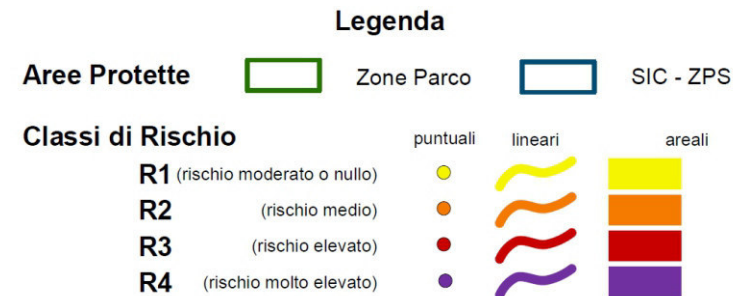 Legenda
Aree Protette Zone Parco SIC - ZPS
Classi di Rischio puntuali lineari areali
R1 (rischio moderato o nullo)
R2 (rischio medio)
R3 (rischio elevato)
R4 (rischio molto elevato)